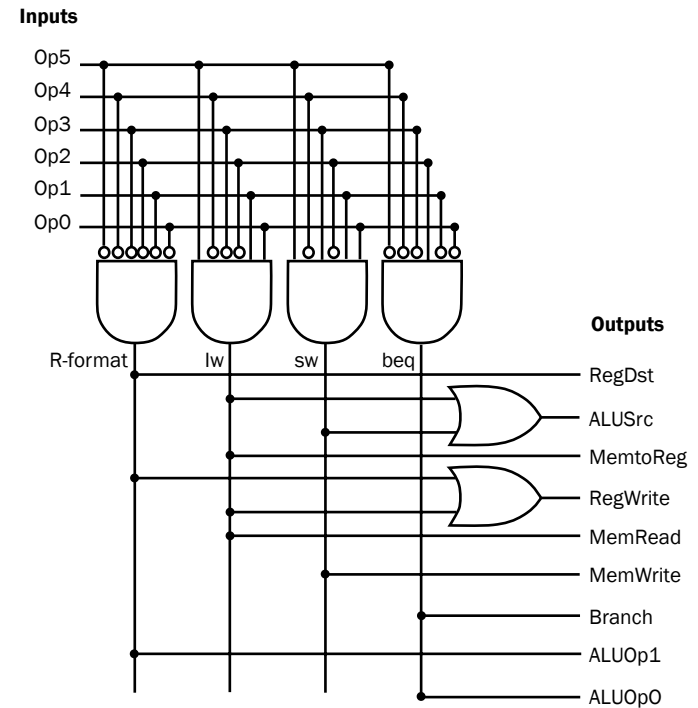 Inputs
Op5
Op4
Op3
Op2
Op1
Op0
Outputs
R-format lw sw beq
RegDst
ALUSrc
MemtoReg
RegWrite
MemRead
MemWrite
Branch
ALUOp1
ALUOpO